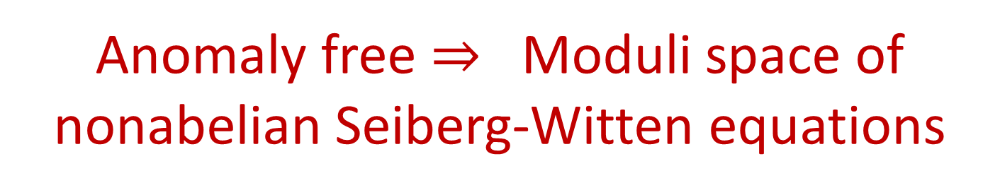 Anomaly free ⇒ Moduli space of
nonabelian Seiberg-Witten equations